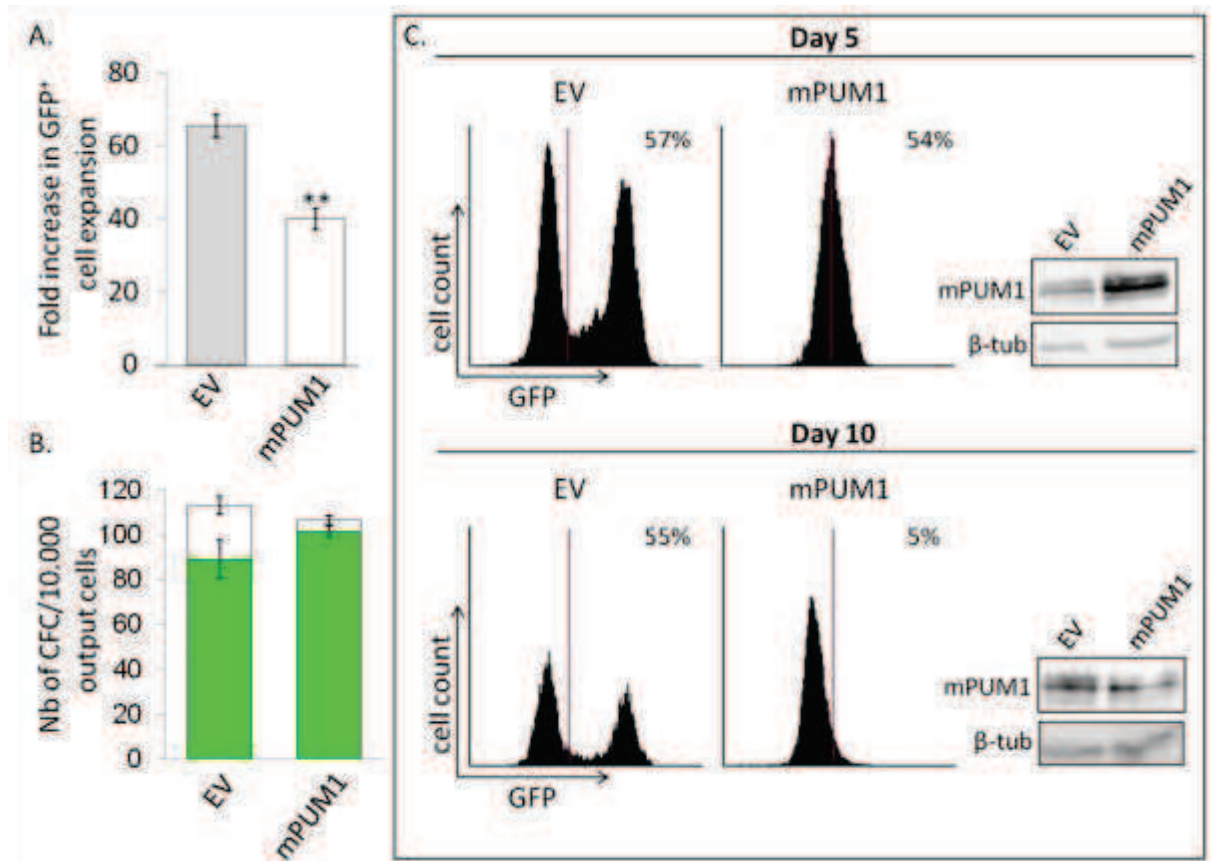 A.
Fold increase in GFP⁺
cell expansion
80
60
40
20
0
**
EV
mPUM1
B.
Nb of CFC/10.000
output cells
120
100
80
60
40
20
0
EV
mPUM1
C.
Day 5
EV
mPUM1
57%
54%
cell count
GFP
EV
mPUM1
mPUM1
β-tub
Day 10
EV
mPUM1
55%
5%
cell count
GFP
EV
mPUM1
mPUM1
β-tub